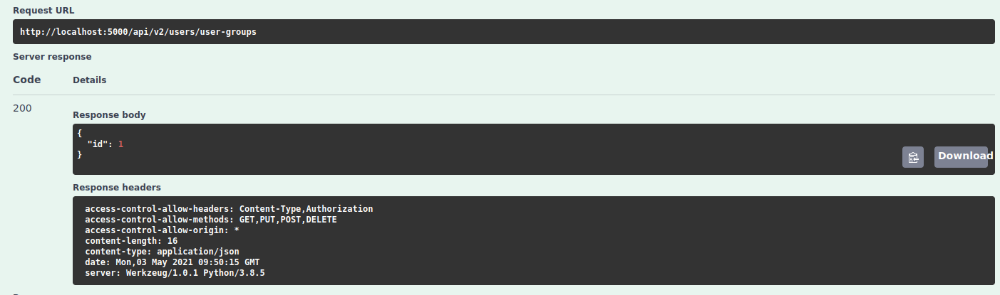 Request URL
http://localhost:5000/api/v2/users/user-groups
Server response
Code Details
200
Response body
{
"id": 1
}
Download
Response headers
access-control-allow-headers: Content-Type,Authorization
access-control-allow-methods: GET,PUT,POST,DELETE
access-control-allow-origin: *
content-length: 16
content-type: application/json
date: Mon,03 May 2021 09:50:15 GMT
server: Werkzeug/1.0.1 Python/3.8.5